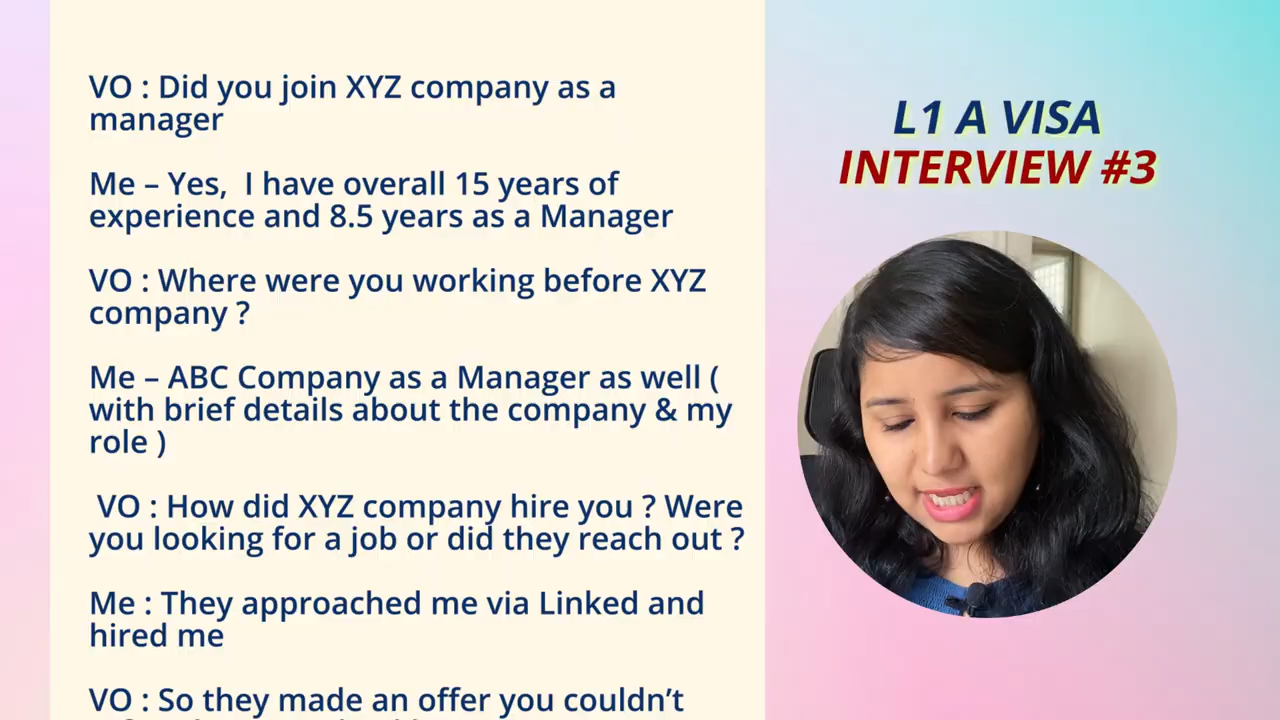 VO : Did you join XYZ company as a
manager
Me – Yes,  I have overall 15 years of
experience and 8.5 years as a Manager
VO : Where were you working before XYZ
company ?
Me – ABC Company as a Manager as well (
with brief details about the company & my
role )
VO : How did XYZ company hire you ? Were
you looking for a job or did they reach out ?
Me : They approached me via Linked and
hired me
VO : So they made an offer you couldn’t
L1 A VISA
INTERVIEW #3